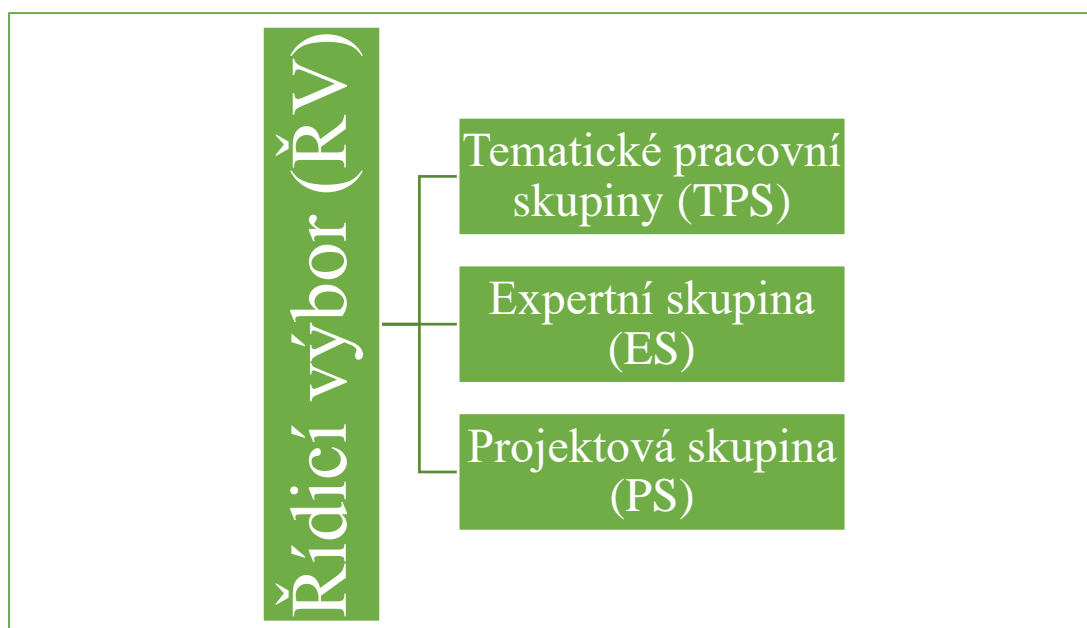 Řídicí výbor (ŘV)
Tematické pracovní
skupiny (TPS)
Expertní skupina
(ES)
Projektová skupina
(PS)